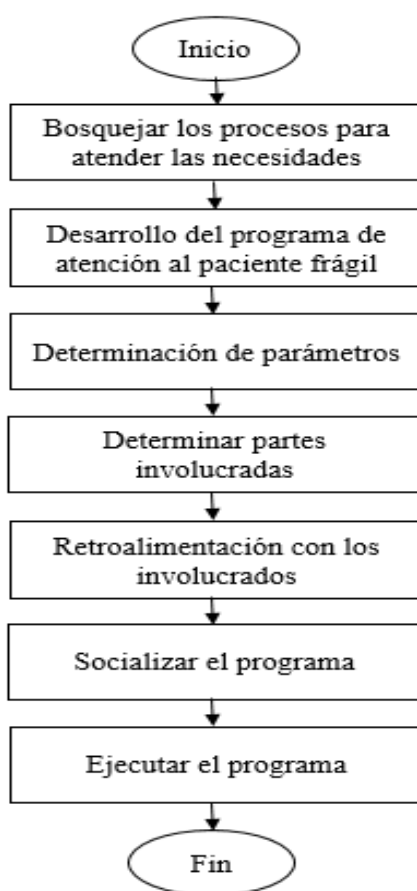 Inicio
Bosquejar los procesos para
atender las necesidades
Desarrollo del programa de
atención al paciente frágil
Determinación de parámetros
Determinar partes
involucradas
Retroalimentación con los
involucrados
Socializar el programa
Ejecutar el programa
Fin